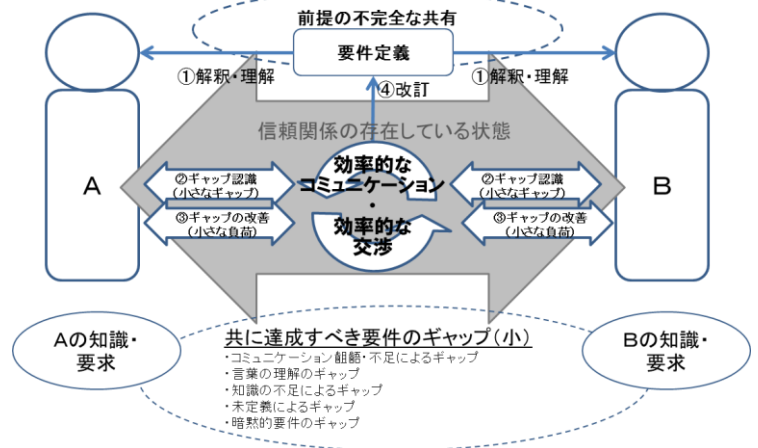 前提の不完全な共有
要件定義
①解釈・理解
①解釈・理解
④改訂
信頼関係の存在している状態
A
B
効率的な
コミュニケーション
・
効率的な
交渉
②ギャップ認識
(小さなギャップ)
③ギャップの改善
(小さな負荷)
②ギャップ認識
(小さなギャップ)
③ギャップの改善
(小さな負荷)
Aの知識・
要求
Bの知識・
要求
共に達成すべき要件のギャップ(小)
・コミュニケーション齟齬・不足によるギャップ
・言葉の理解のギャップ
・知識の不足によるギャップ
・未定義によるギャップ
・暗黙的要件のギャップ